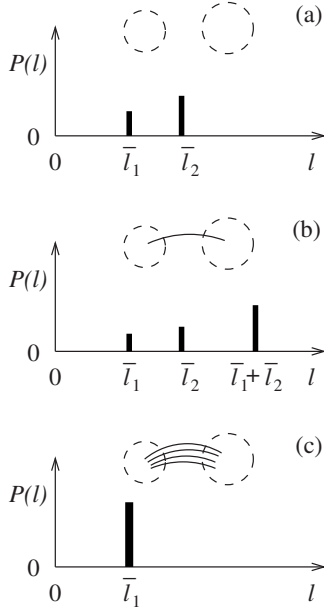 (a)
P(l)
0
0 l̅₁ l̅₂ l
(b)
P(l)
0
0 l̅₁ l̅₂ l̅₁+l̅₂ l
(c)
P(l)
0
0 l̅₁ l